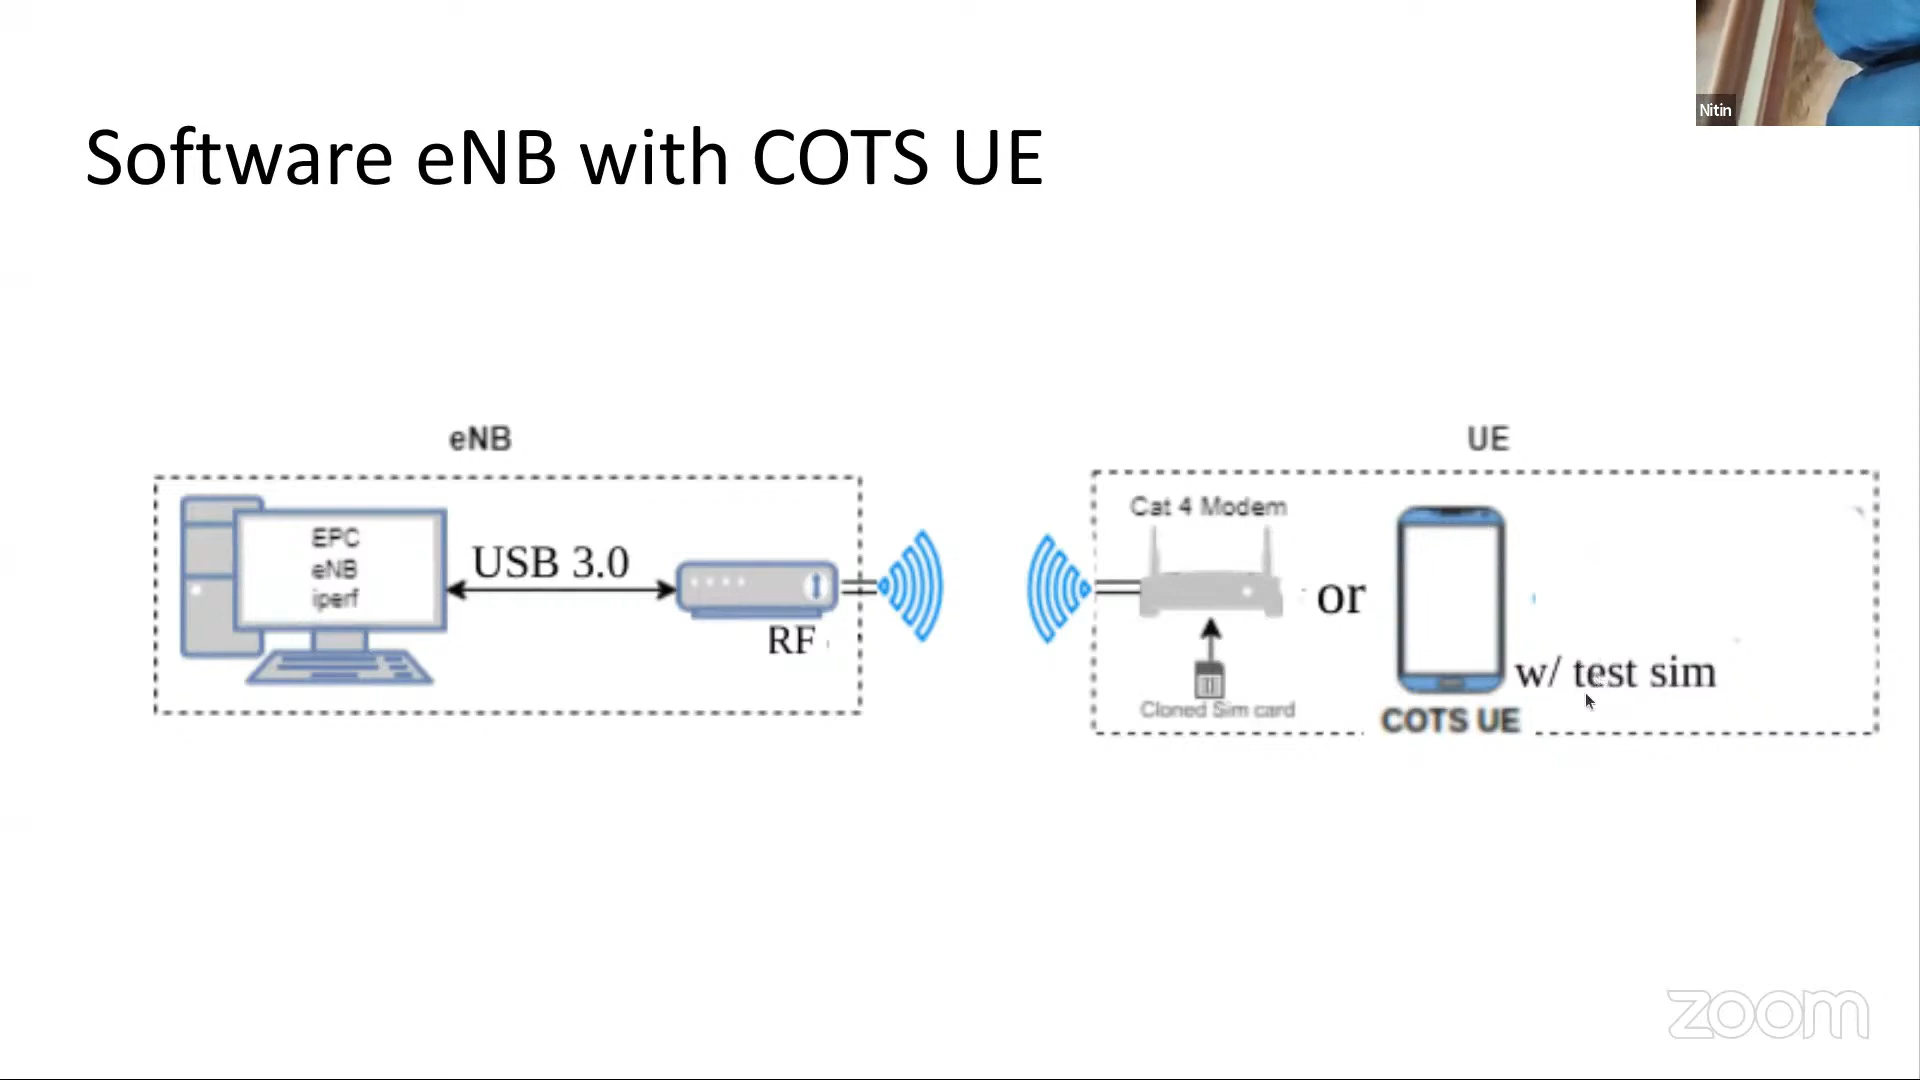 Nitin
Software eNB with COTS UE
eNB
EPC
eNB
iperf
USB 3.0
RF
UE
Cat 4 Modem
Cloned Sim card
or
COTS UE
w/ test sim
zoom